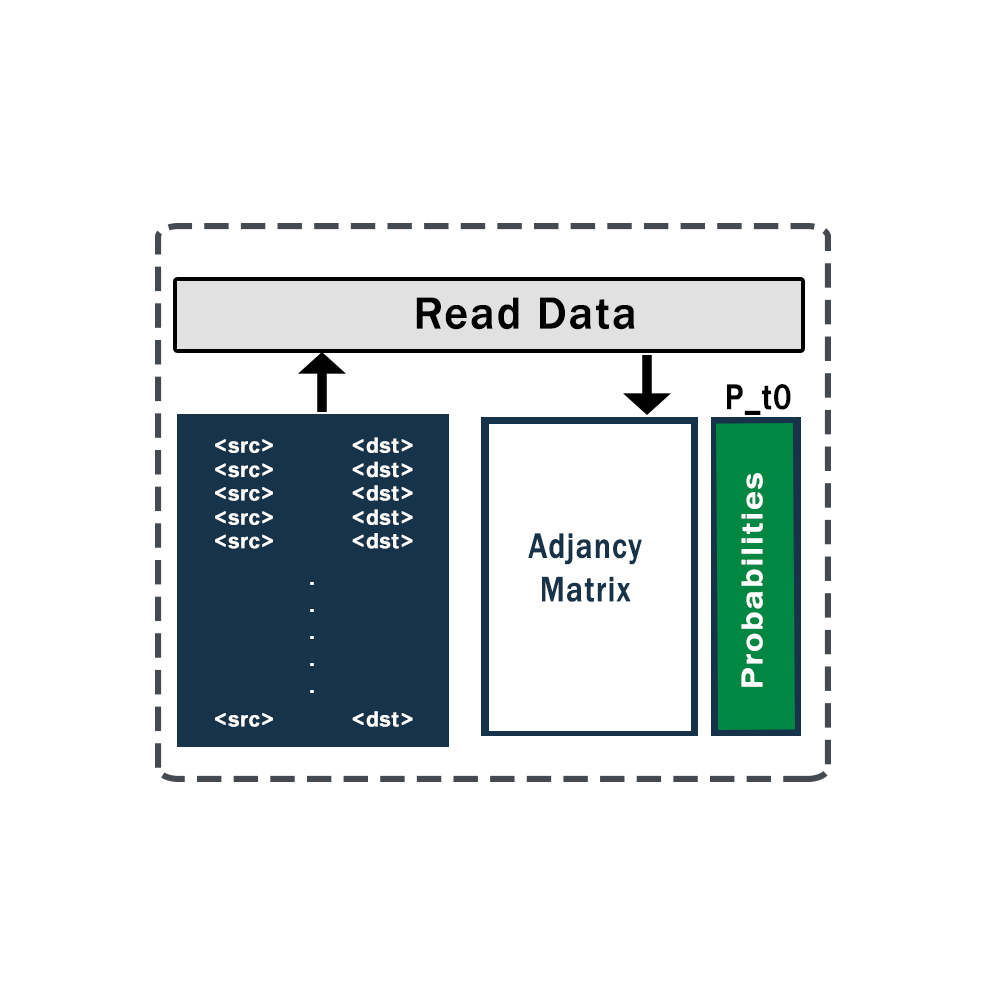 Read Data
P_t0
<src> <dst>
<src> <dst>
<src> <dst>
<src> <dst>
<src> <dst>
.
.
.
.
.
<src> <dst>
Adjancy
Matrix
Probabilities